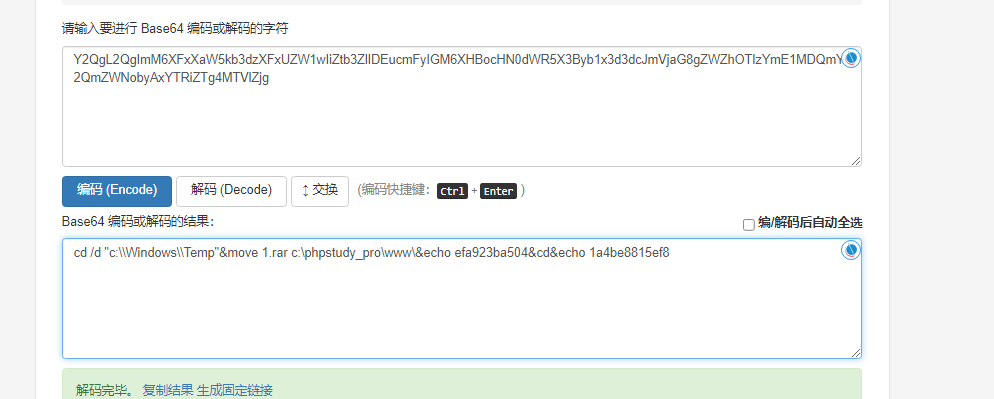 请输入要进行 Base64 编码或解码的字符
Y2QgL2QgImM6XFxXaW5kb3dzXFxUZW1wIiZtb3ZlIDEucmFyIGM6XHBocHN0dWR5X3Byb1x3d3dcJmVjaG8gZWZhOTIzYmE1MDQmY
2QmZWNobyAxYTRiZTg4MTVlZjg
编码 (Encode) 解码 (Decode) ↕ 交换 (编码快捷键: Ctrl + Enter )
Base64 编码或解码的结果: 编/解码后自动全选
cd /d "c:\\Windows\\Temp"&move 1.rar c:\phpstudy_pro\www\&echo efa923ba504&cd&echo 1a4be8815ef8
解码完毕。 复制结果 生成固定链接